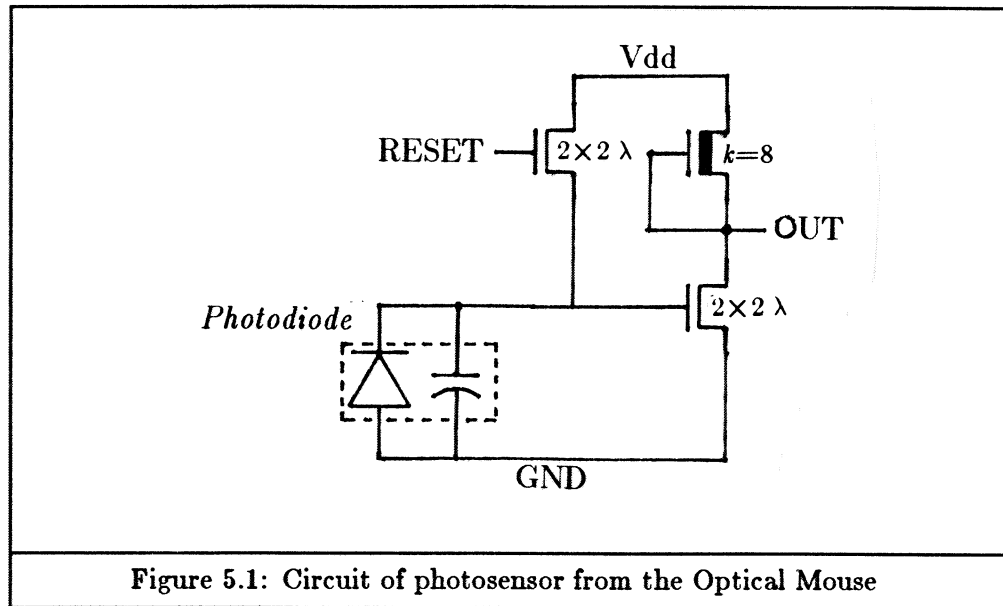 Vdd
RESET
2×2 λ
k=8
OUT
Photodiode
2×2 λ
GND
Figure 5.1: Circuit of photosensor from the Optical Mouse